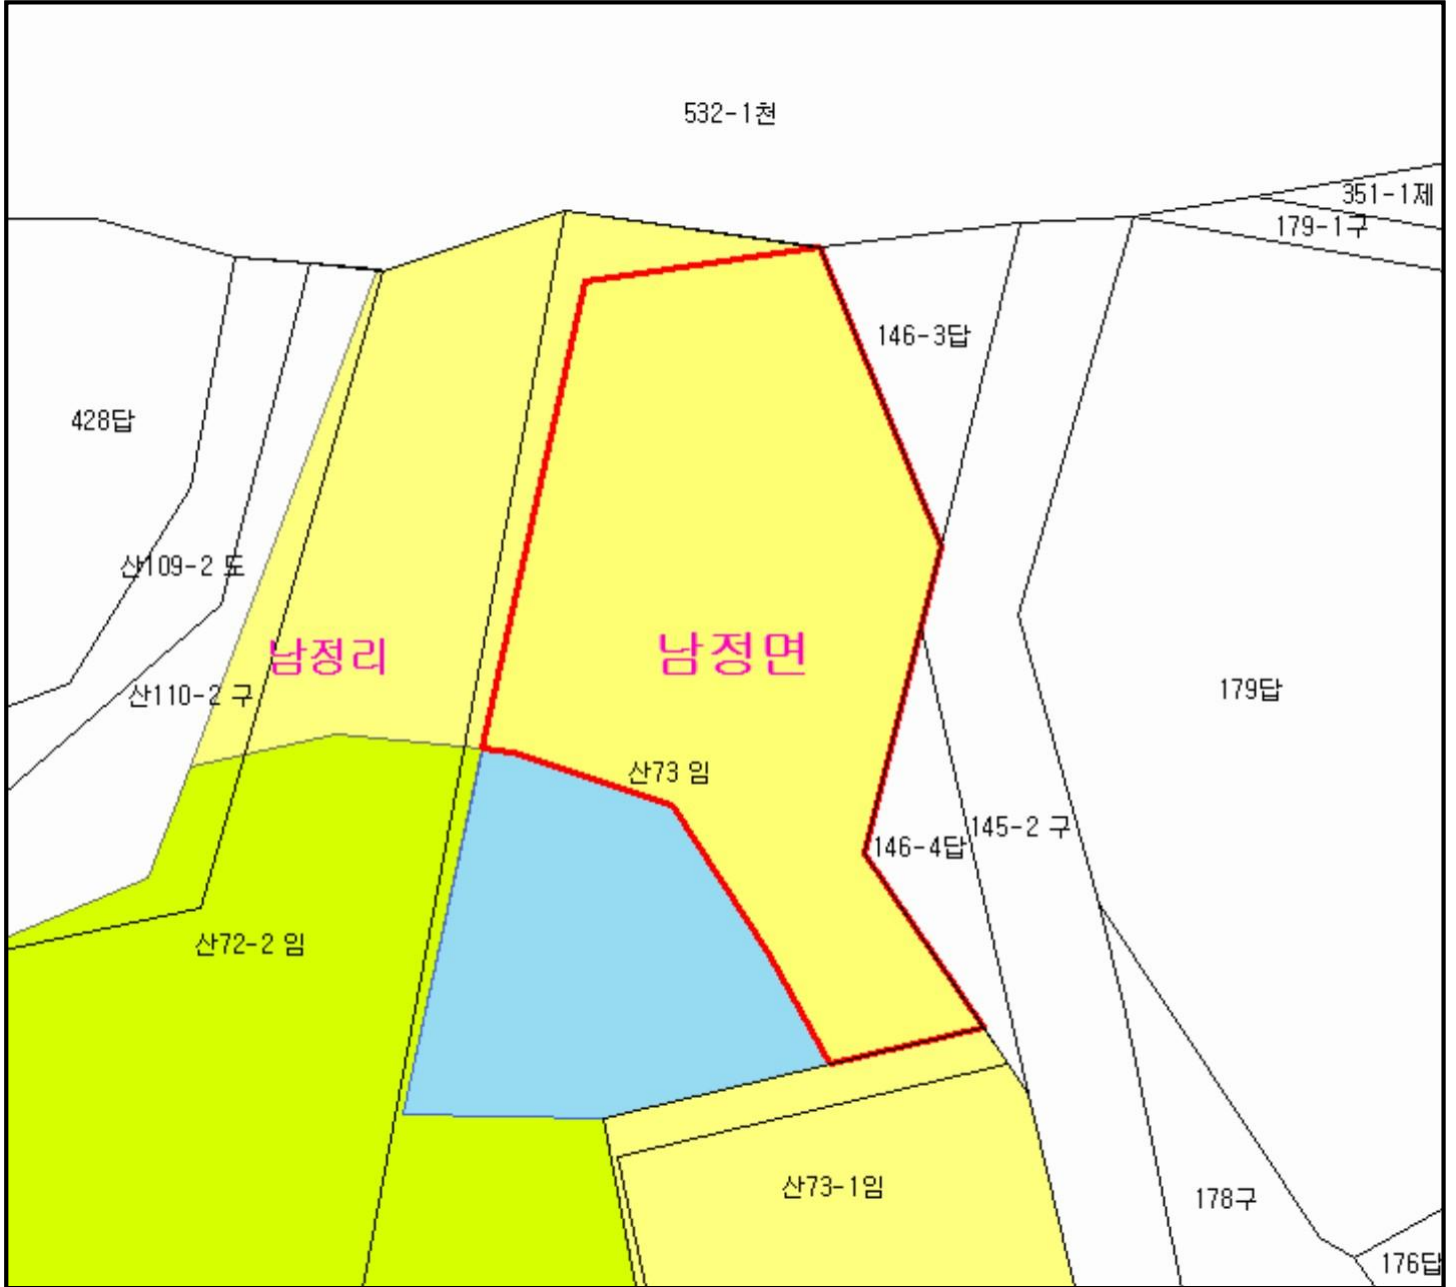 532-1천
351-1제
179-1구
146-3답
428답
산109-2 도
남정리
남정면
산110-2 구
179답
산73 임
145-2 구
146-4답
산72-2 임
산73-1임
178구
176답